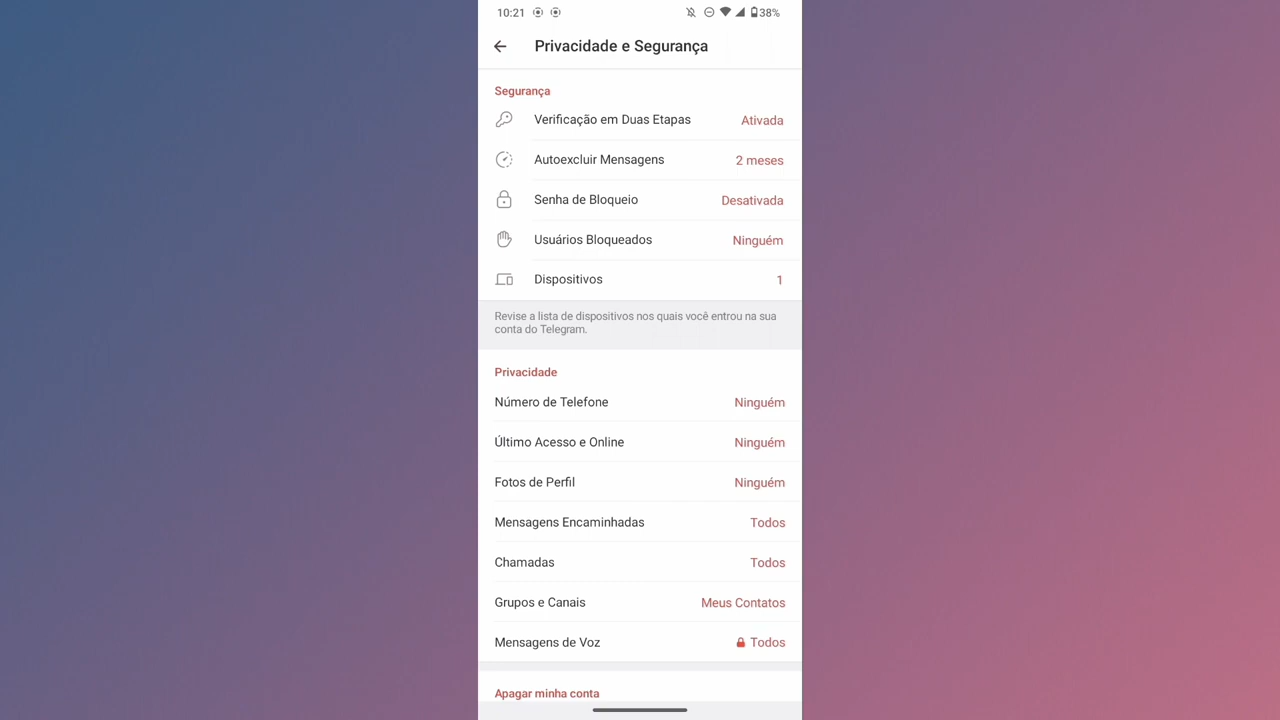 10:21 38%
Privacidade e Segurança
Segurança
Verificação em Duas Etapas Ativada
Autoexcluir Mensagens 2 meses
Senha de Bloqueio Desativada
Usuários Bloqueados Ninguém
Dispositivos 1
Revise a lista de dispositivos nos quais você entrou na sua
conta do Telegram.
Privacidade
Número de Telefone Ninguém
Último Acesso e Online Ninguém
Fotos de Perfil Ninguém
Mensagens Encaminhadas Todos
Chamadas Todos
Grupos e Canais Meus Contatos
Mensagens de Voz Todos
Apagar minha conta